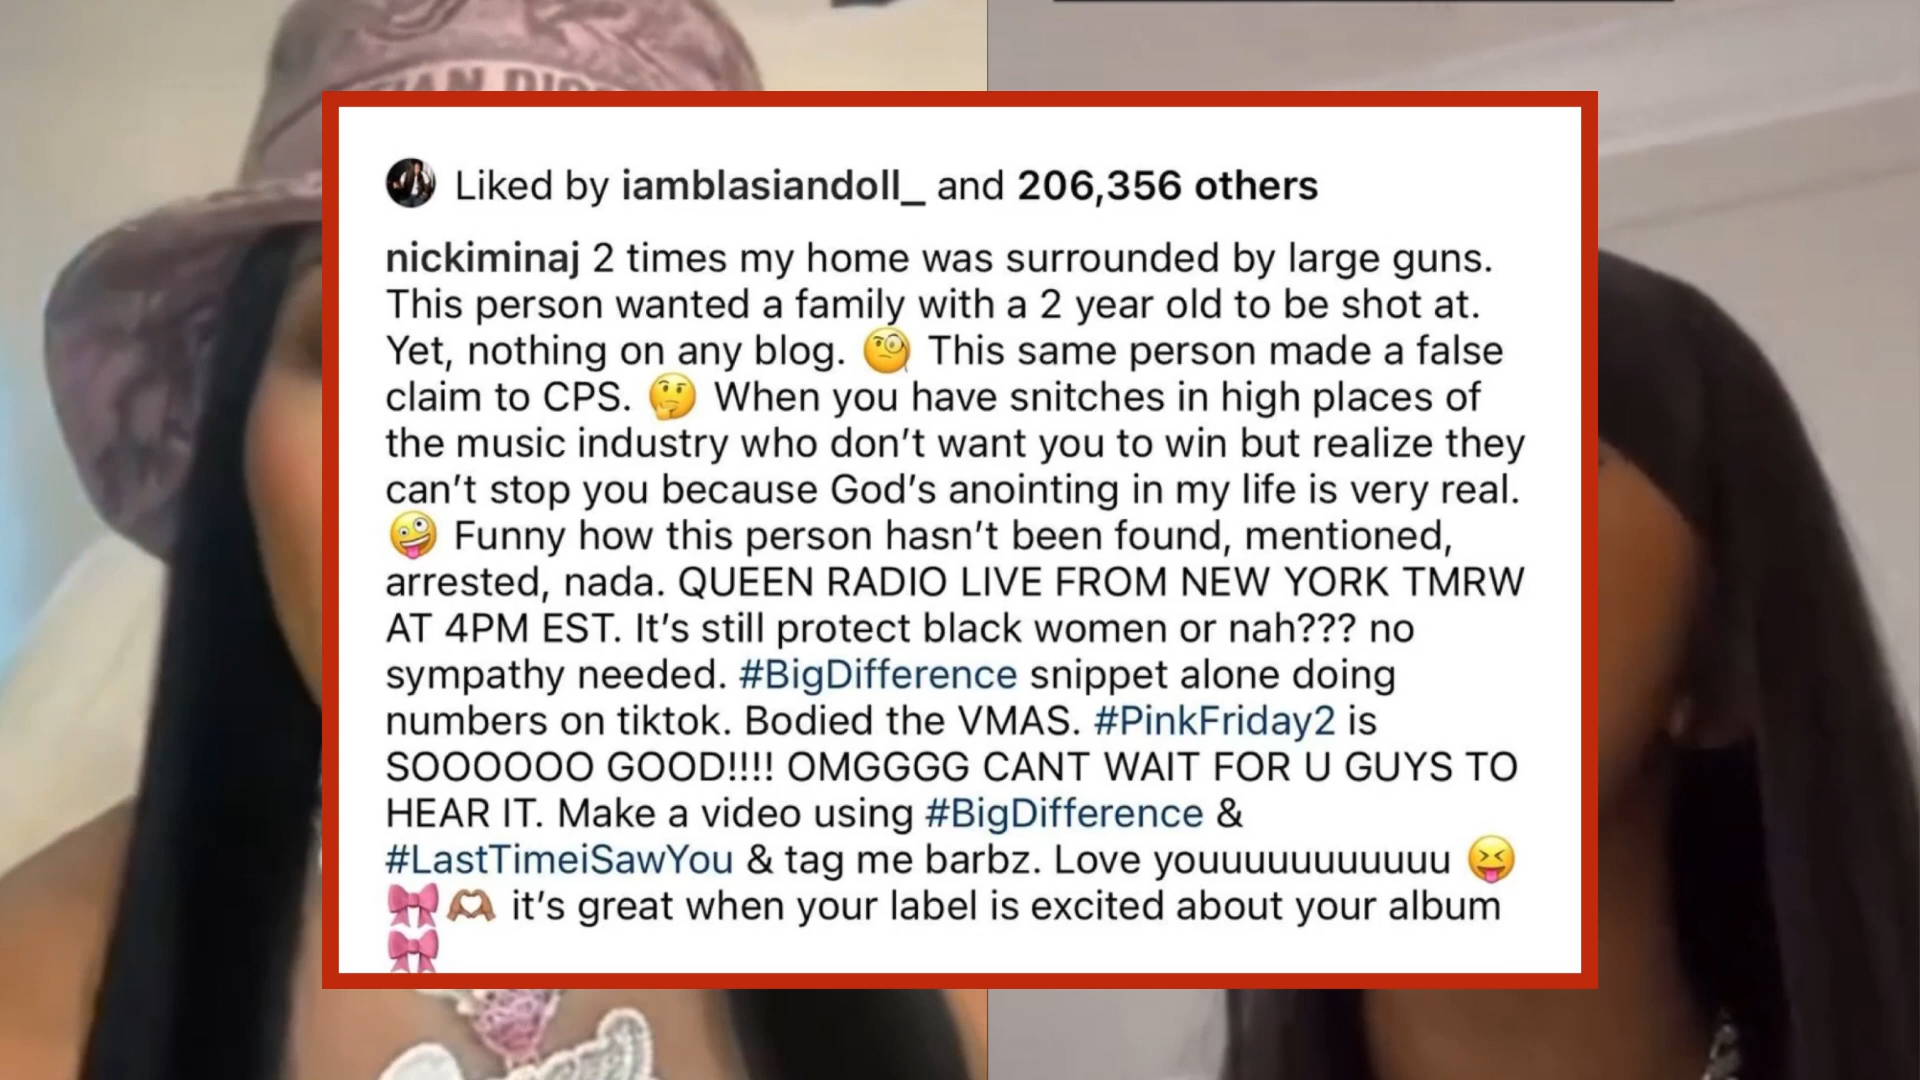 Liked by iamblasiandoll_ and 206,356 others
nickiminaj 2 times my home was surrounded by large guns.
This person wanted a family with a 2 year old to be shot at.
Yet, nothing on any blog. 🧐 This same person made a false
claim to CPS. 🤔 When you have snitches in high places of
the music industry who don’t want you to win but realize they
can’t stop you because God’s anointing in my life is very real.
🤪 Funny how this person hasn’t been found, mentioned,
arrested, nada. QUEEN RADIO LIVE FROM NEW YORK TMRW
AT 4PM EST. It’s still protect black women or nah??? no
sympathy needed. #BigDifference snippet alone doing
numbers on tiktok. Bodied the VMAS. #PinkFriday2 is
SOOOOOO GOOD!!!! OMGGGG CANT WAIT FOR U GUYS TO
HEAR IT. Make a video using #BigDifference &
#LastTimeiSawYou & tag me barbz. Love youuuuuuuuuuu 😝
🎀🫶🏽 it’s great when your label is excited about your album
🎀